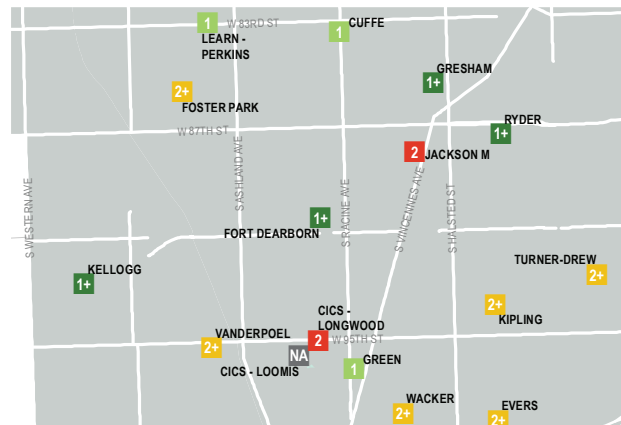 1
W 83RD ST
CUFFE
1
LEARN -
PERKINS
GRESHAM
1+
2+
FOSTER PARK
RYDER
1+
W 87TH ST
2
JACKSON M
S ASHLAND AVE
S WESTERN AVE
S RACINE AVE
S VINCENNES AVE
S HALSTED ST
1+
FORT DEARBORN
KELLOGG
1+
TURNER-DREW
2+
2+
KIPLING
CICS -
LONGWOOD
VANDERPOEL
2+
2
W 95TH ST
NA
CICS - LOOMIS
GREEN
1
WACKER
2+
EVERS
2+